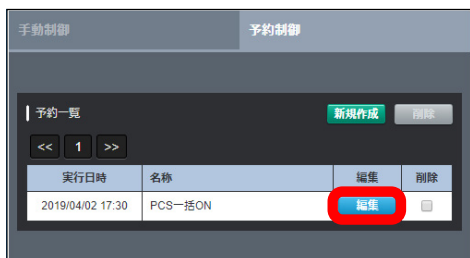 手動制御 予約制御
予約一覧 新規作成 削除
<< 1 >>
実行日時 名称 編集 削除
2019/04/02 17:30 PCS一括ON 編集